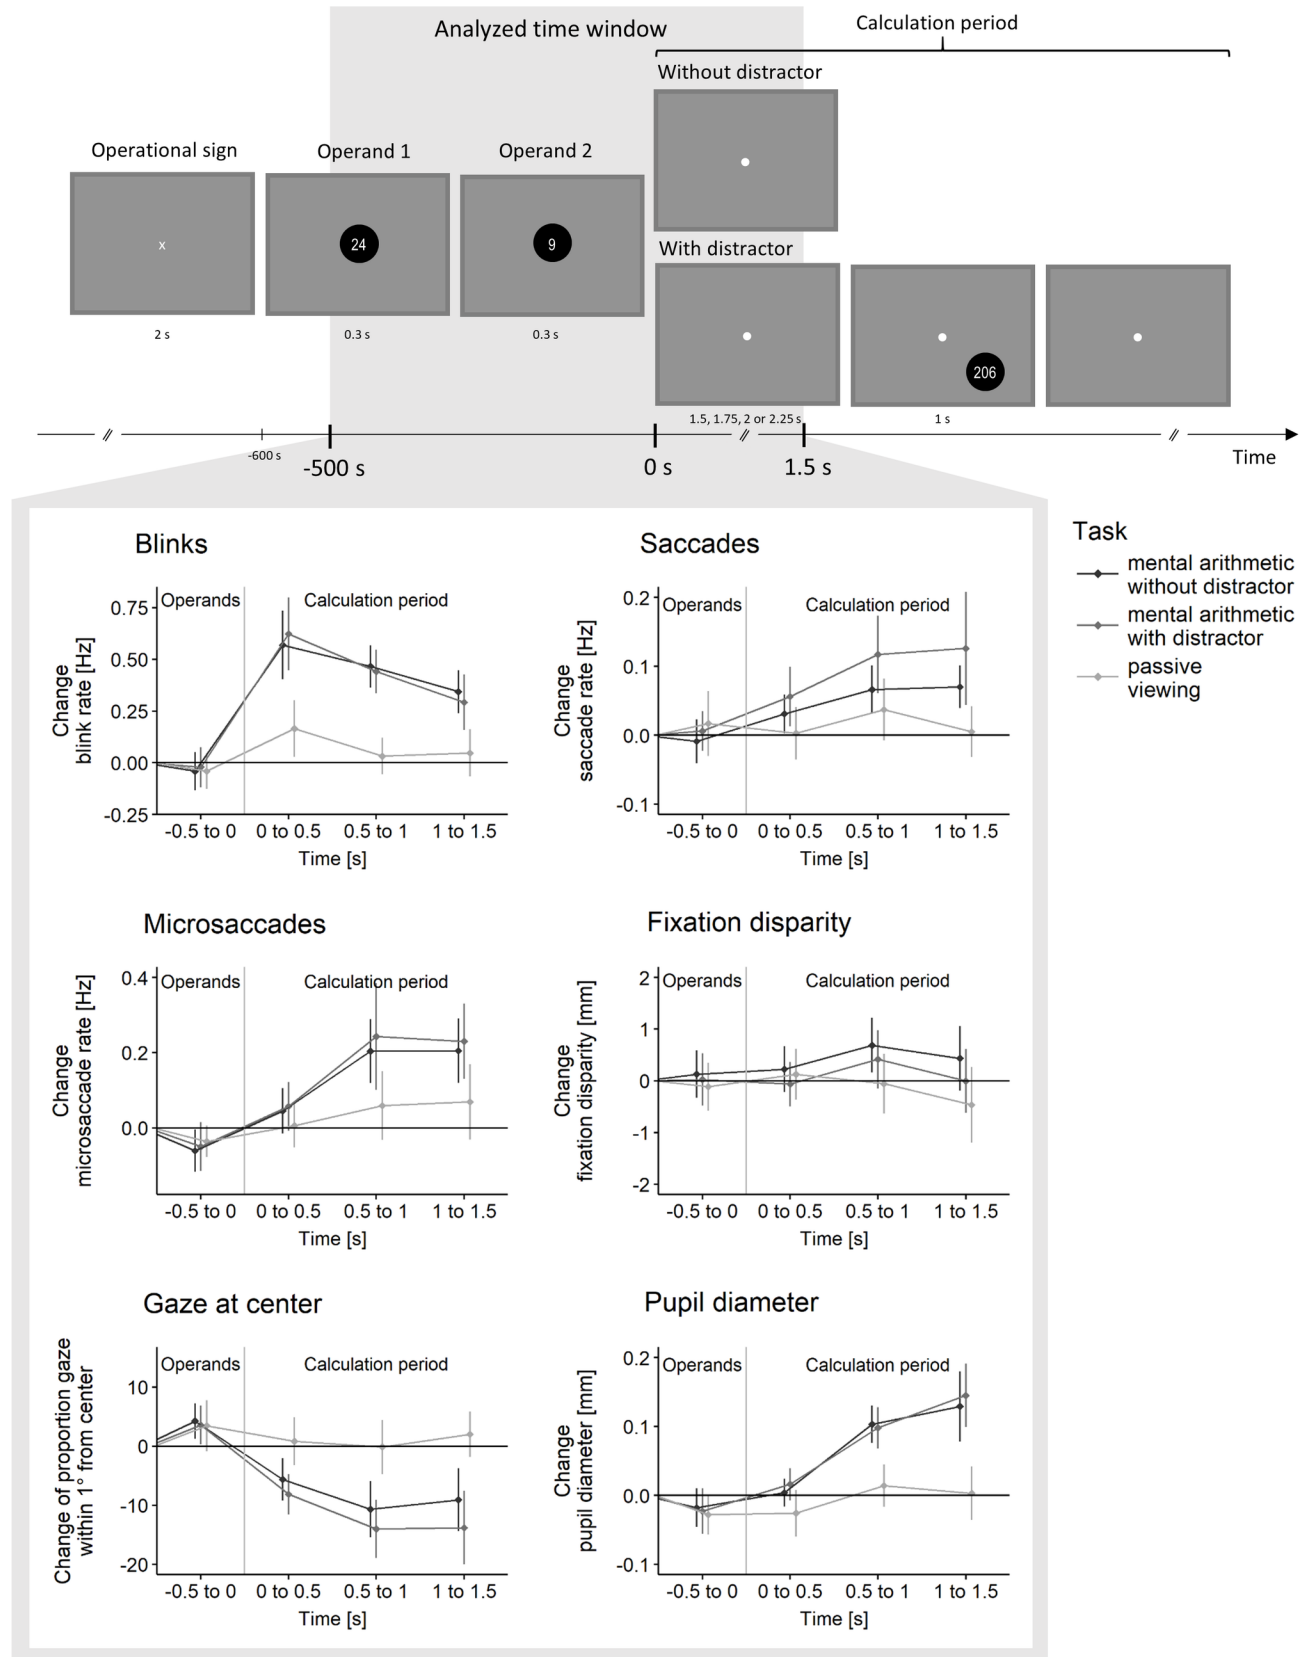 Analyzed time window
Calculation period
Without distractor
Operational sign
Operand 1
Operand 2
x
24
9
With distractor
206
2 s
0.3 s
0.3 s
1.5, 1.75, 2 or 2.25 s
1 s
-600 s
-500 s
0 s
1.5 s
Time
Task
mental arithmetic
without distractor
mental arithmetic
with distractor
passive
viewing
Blinks
Operands
Calculation period
Change
blink rate [Hz]
0.75
0.50
0.25
0.00
-0.25
-0.5 to 0
0 to 0.5
0.5 to 1
1 to 1.5
Time [s]
Saccades
Operands
Calculation period
Change
saccade rate [Hz]
0.2
0.1
0.0
-0.1
-0.5 to 0
0 to 0.5
0.5 to 1
1 to 1.5
Time [s]
Microsaccades
Operands
Calculation period
Change
microsaccade rate [Hz]
0.4
0.2
0.0
-0.5 to 0
0 to 0.5
0.5 to 1
1 to 1.5
Time [s]
Fixation disparity
Operands
Calculation period
Change
fixation disparity [mm]
2
1
0
-1
-2
-0.5 to 0
0 to 0.5
0.5 to 1
1 to 1.5
Time [s]
Gaze at center
Operands
Calculation period
Change of proportion gaze
within 1° from center
10
0
-10
-20
-0.5 to 0
0 to 0.5
0.5 to 1
1 to 1.5
Time [s]
Pupil diameter
Operands
Calculation period
Change
pupil diameter [mm]
0.2
0.1
0.0
-0.1
-0.5 to 0
0 to 0.5
0.5 to 1
1 to 1.5
Time [s]